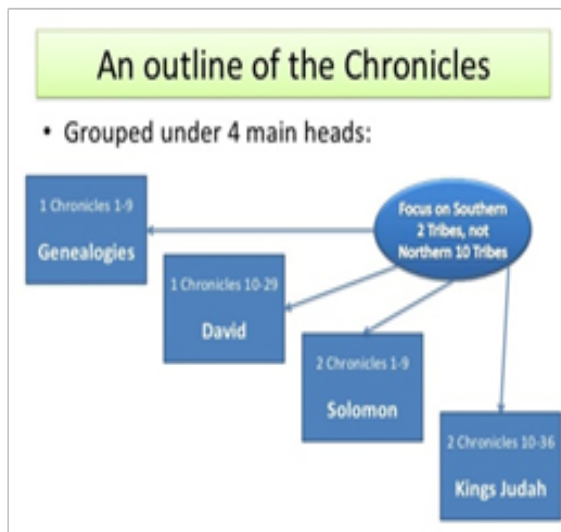 An outline of the Chronicles
• Grouped under 4 main heads:
1 Chronicles 1-9
Genealogies
Focus on Southern
2 Tribes, not
Northern 10 Tribes
1 Chronicles 10-29
David
2 Chronicles 1-9
Solomon
2 Chronicles 10-36
Kings Judah